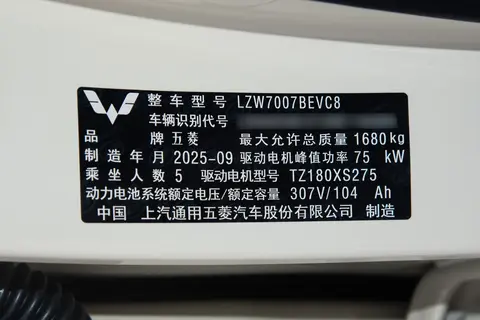 整车型号 LZW7007BEVC8
车辆识别代号
品 牌 五菱 最大允许总质量 1680kg
制造年月 2025-09 驱动电机峰值功率 75 kW
乘坐人数 5 驱动电机型号 TZ180XS275
动力电池系统额定电压/额定容量 307V/104 Ah
中国 上汽通用五菱汽车股份有限公司 制造